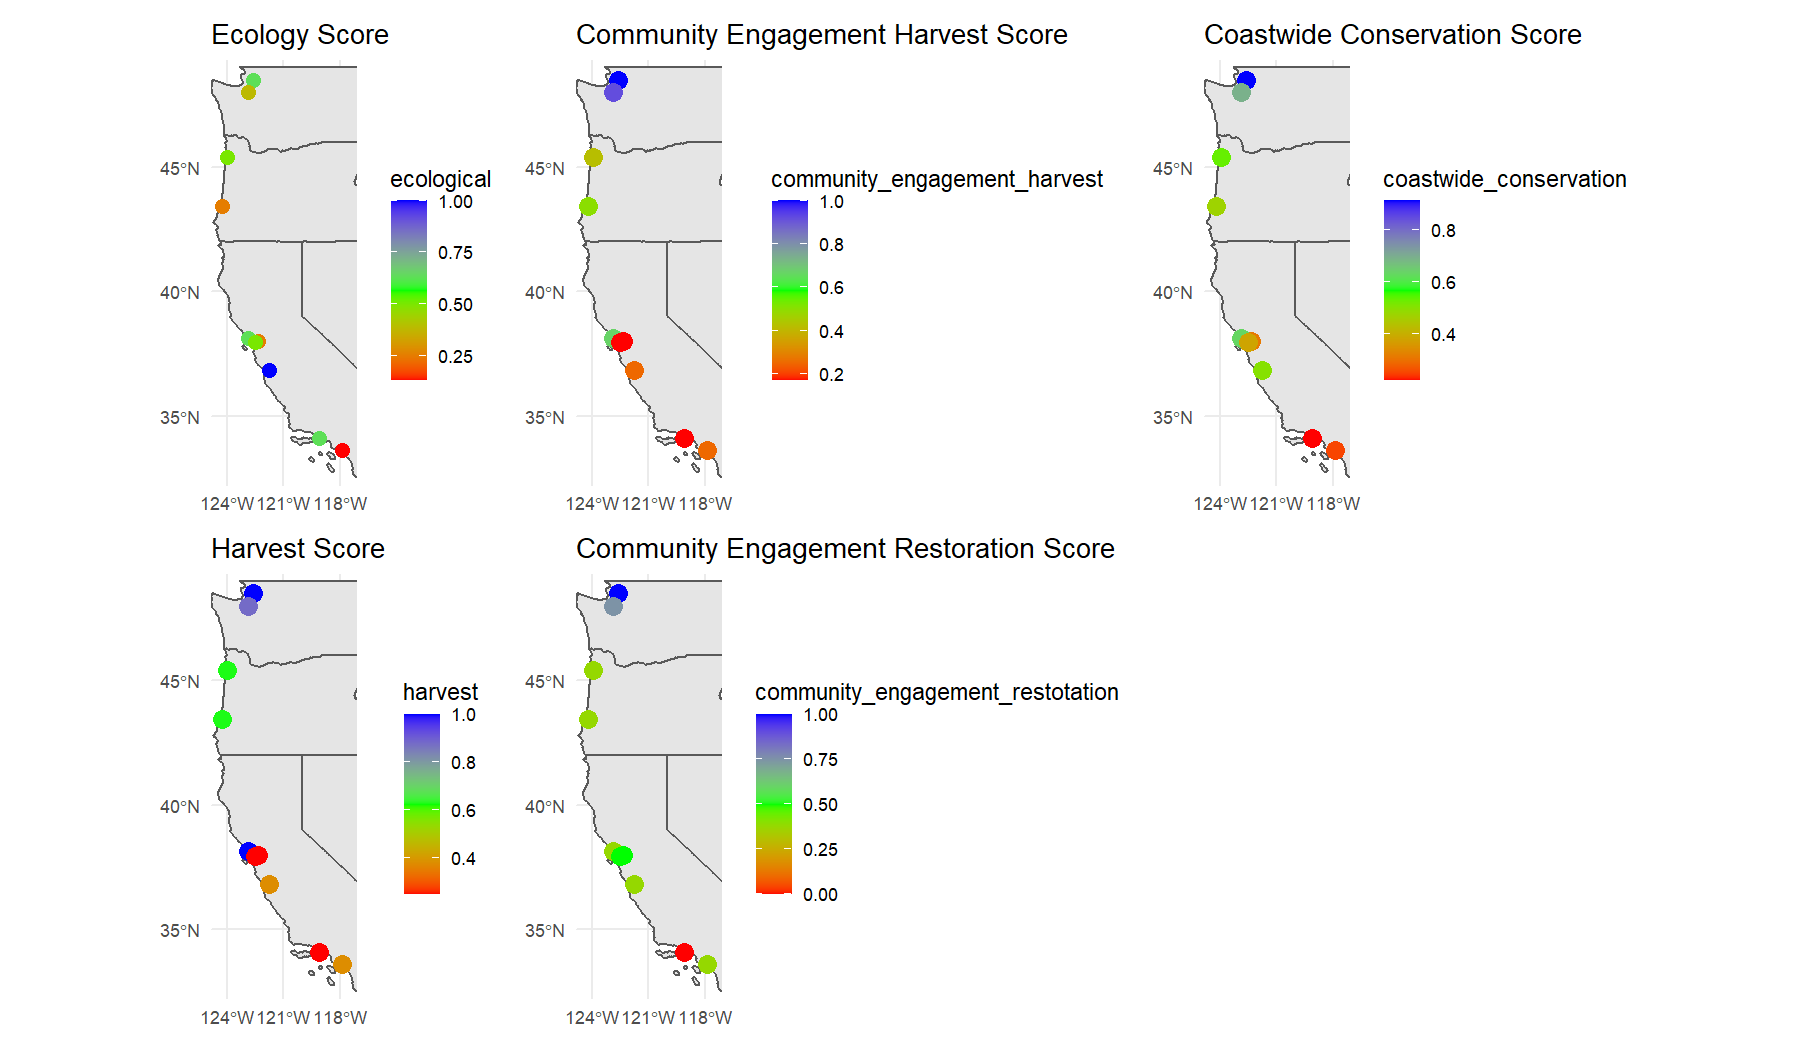 Ecology Score
45°N
40°N
35°N
124°W 121°W 118°W
ecological
1.00
0.75
0.50
0.25
Community Engagement Harvest Score
45°N
40°N
35°N
124°W 121°W 118°W
community_engagement_harvest
1.0
0.8
0.6
0.4
0.2
Coastwide Conservation Score
45°N
40°N
35°N
124°W 121°W 118°W
coastwide_conservation
0.8
0.6
0.4
Harvest Score
45°N
40°N
35°N
124°W 121°W 118°W
harvest
1.0
0.8
0.6
0.4
Community Engagement Restoration Score
45°N
40°N
35°N
124°W 121°W 118°W
community_engagement_restotation
1.00
0.75
0.50
0.25
0.00